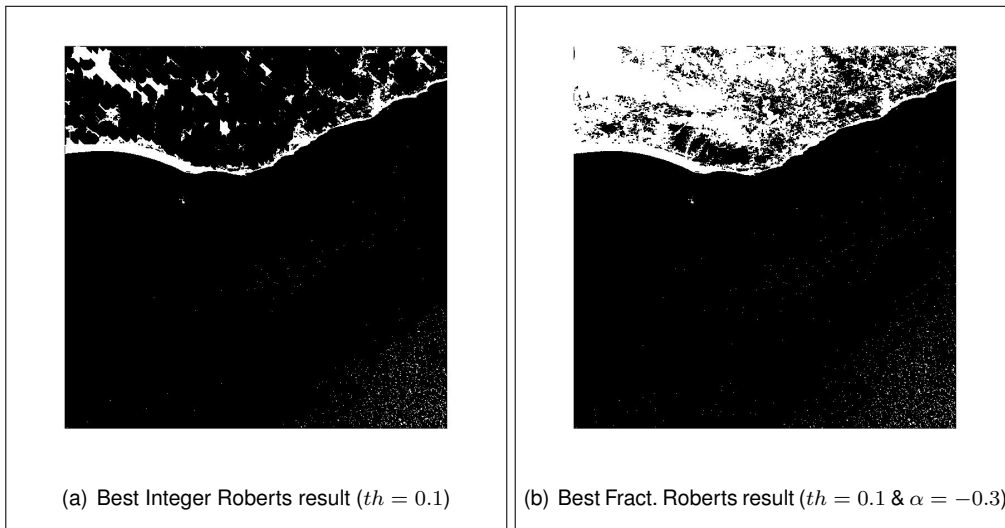 (a) Best Integer Roberts result (th = 0.1)
(b) Best Fract. Roberts result (th = 0.1 & α = −0.3)